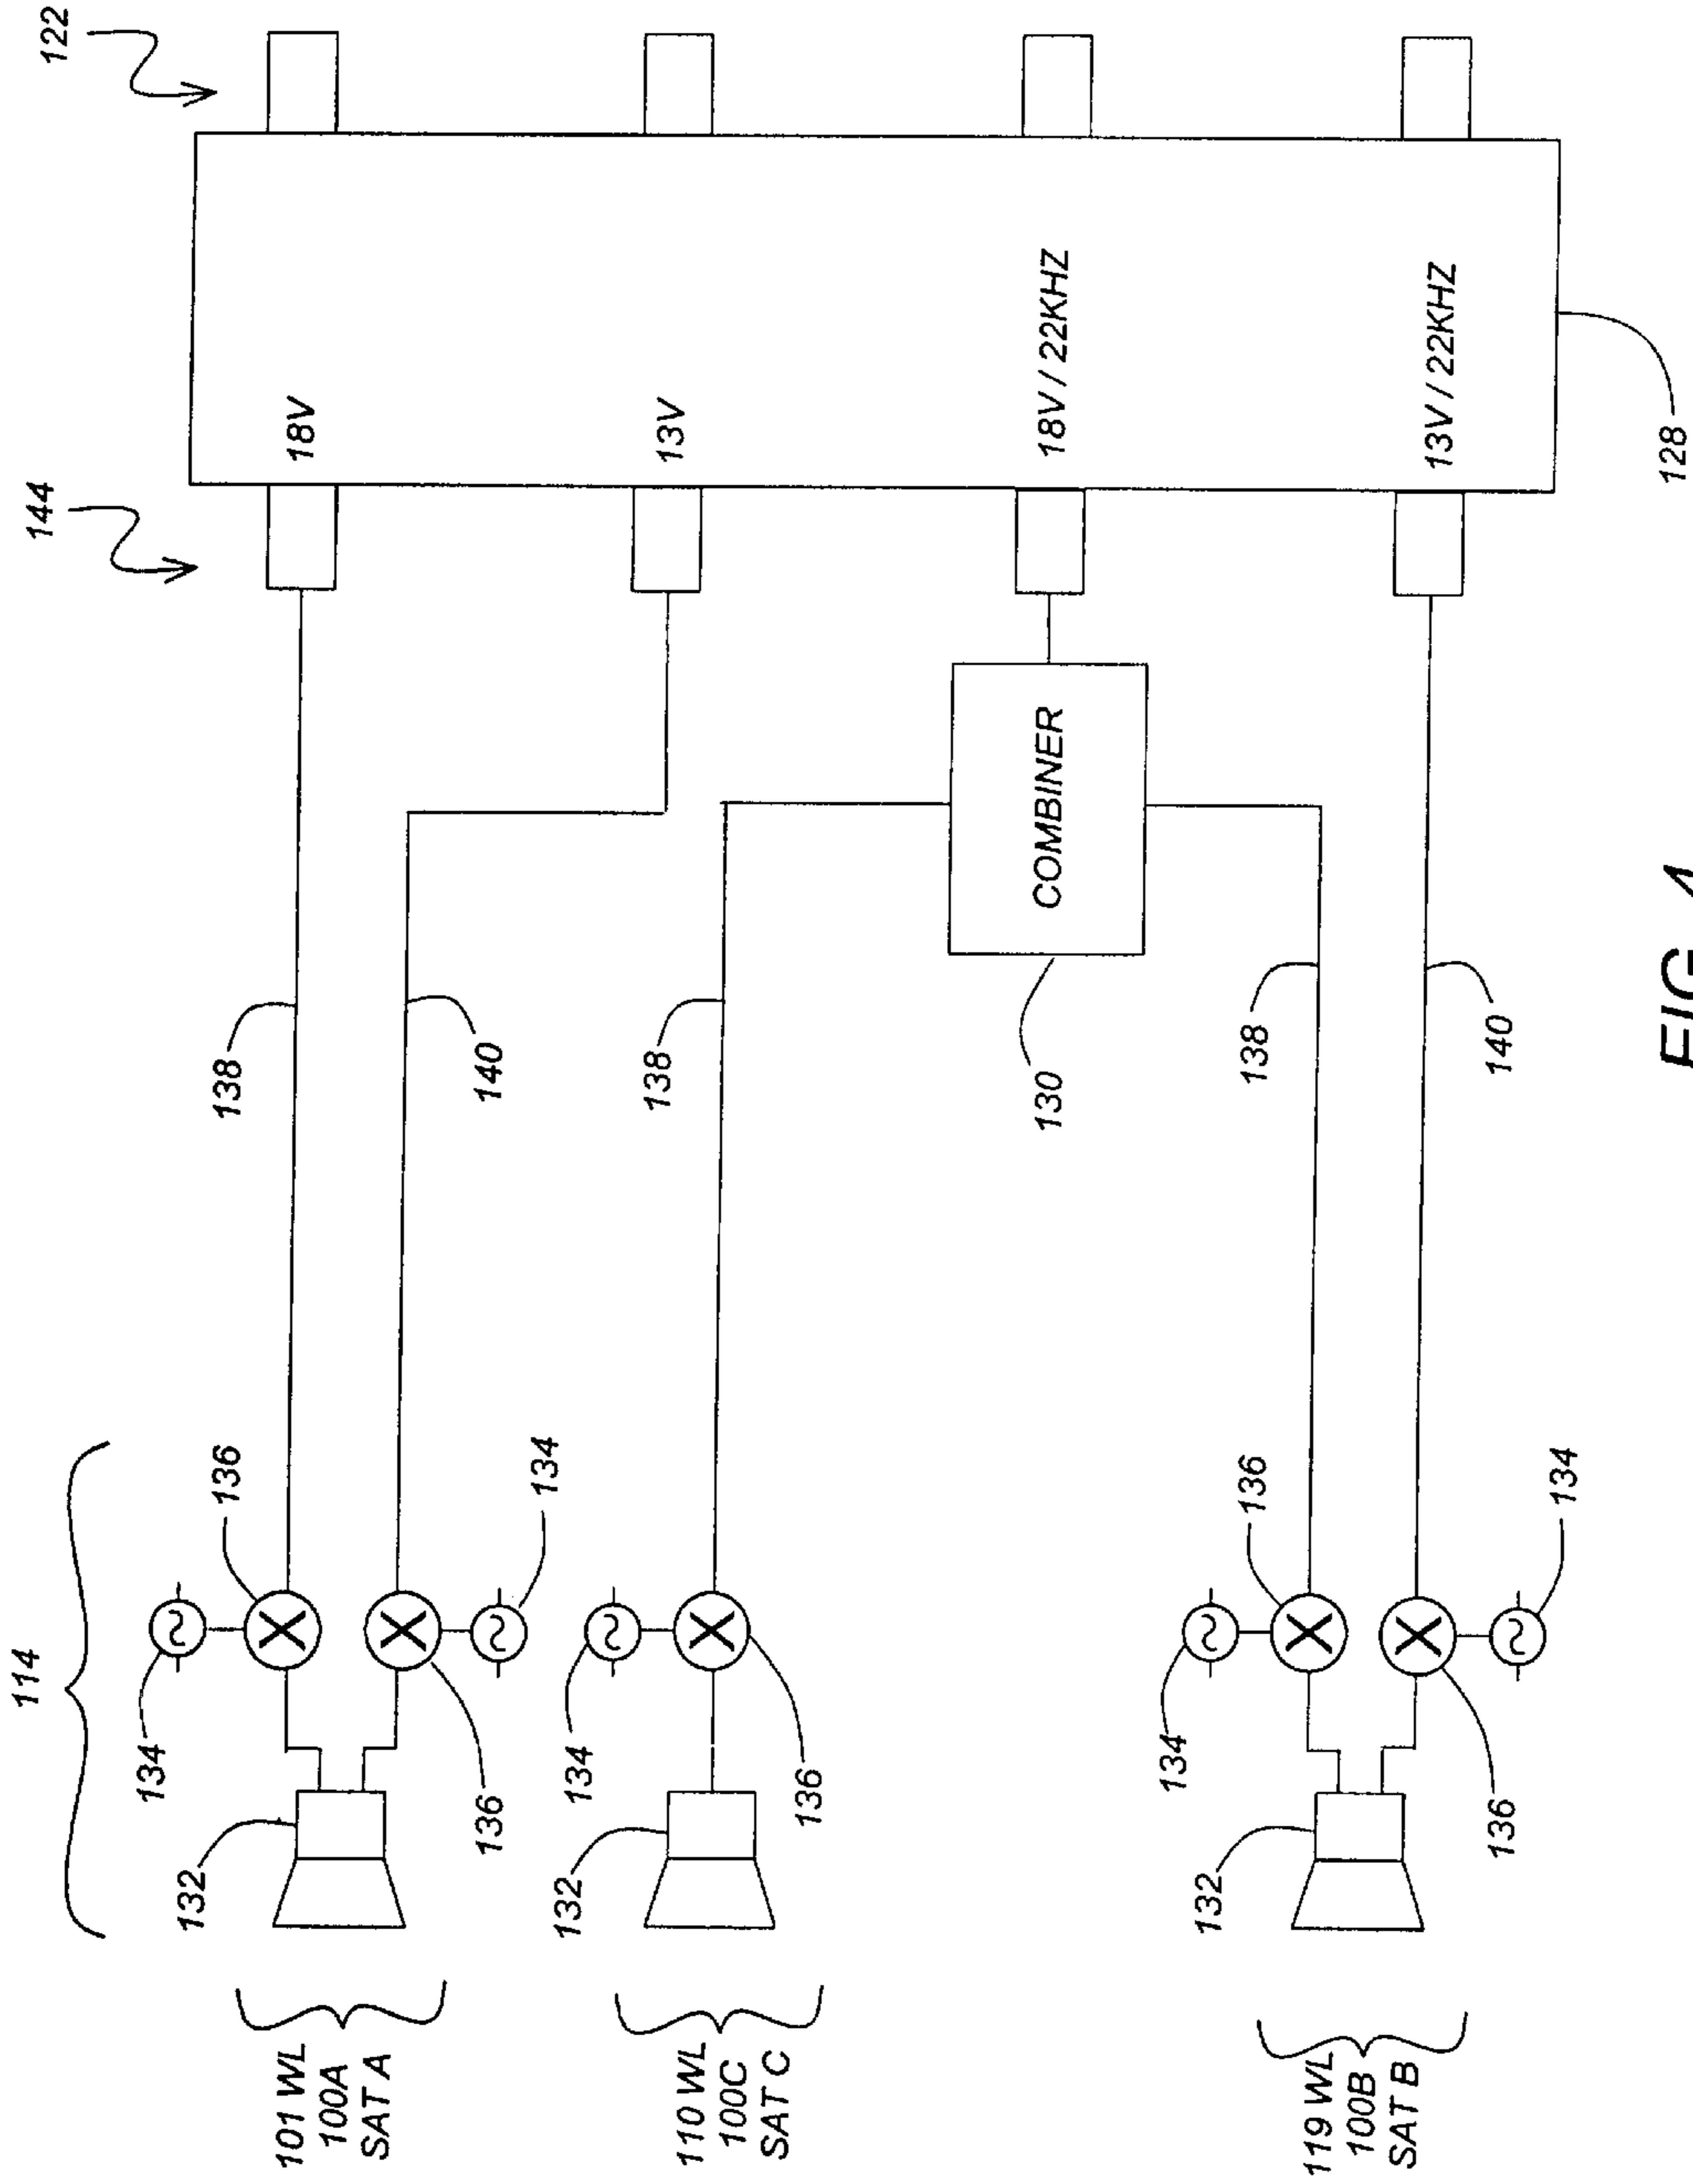 114
134
136
138
144
122
132
101 WL
100A
SAT A
136
134
140
18V
134
138
13V
132
110 WL
100C
SAT C
136
130
COMBINER
18V / 22KHZ
134
136
138
132
119 WL
100B
SAT B
136
134
140
13V / 22KHZ
128
FIG. 4